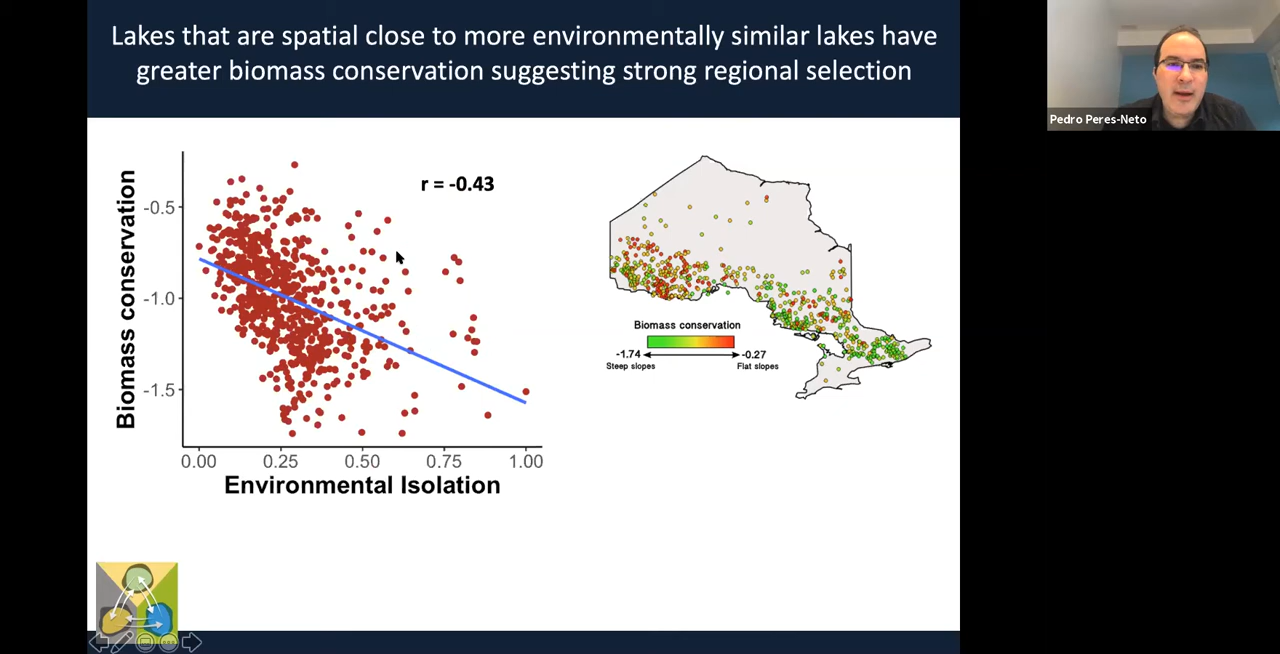 Lakes that are spatial close to more environmentally similar lakes have
greater biomass conservation suggesting strong regional selection
Pedro Peres-Neto
r = -0.43
Biomass conservation
-0.5
-1.0
-1.5
0.00 0.25 0.50 0.75 1.00
Environmental Isolation
Biomass conservation
-1.74 -0.27
Steep slopes Flat slopes